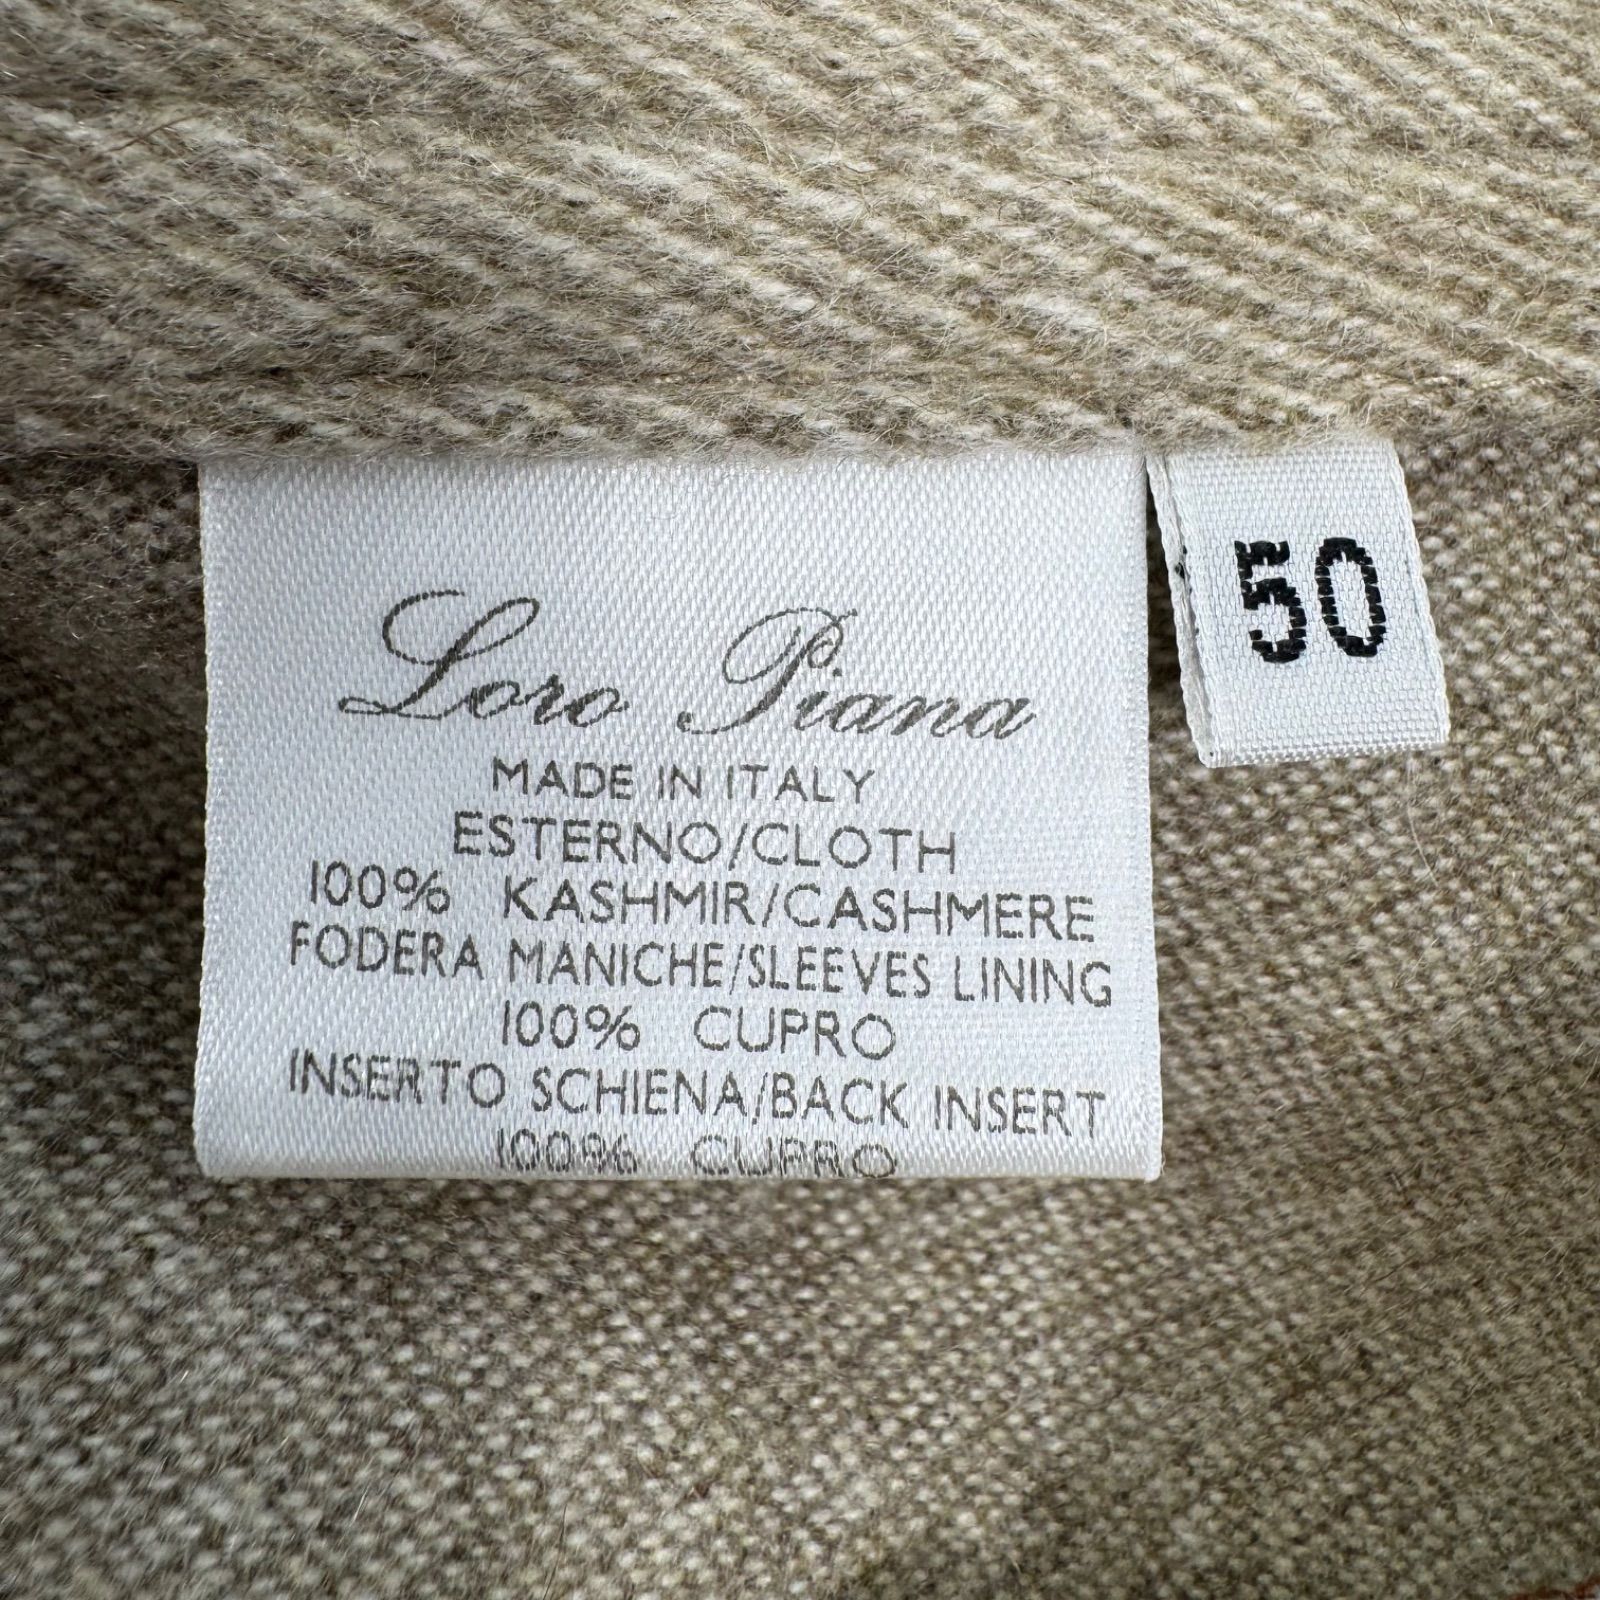 Loro Piana
MADE IN ITALY
ESTERNO/CLOTH
100% KASHMIR/CASHMERE
FODERA MANICHE/SLEEVES LINING
100% CUPRO
INSERTO SCHIENA/BACK INSERT
100% CUPRO
50